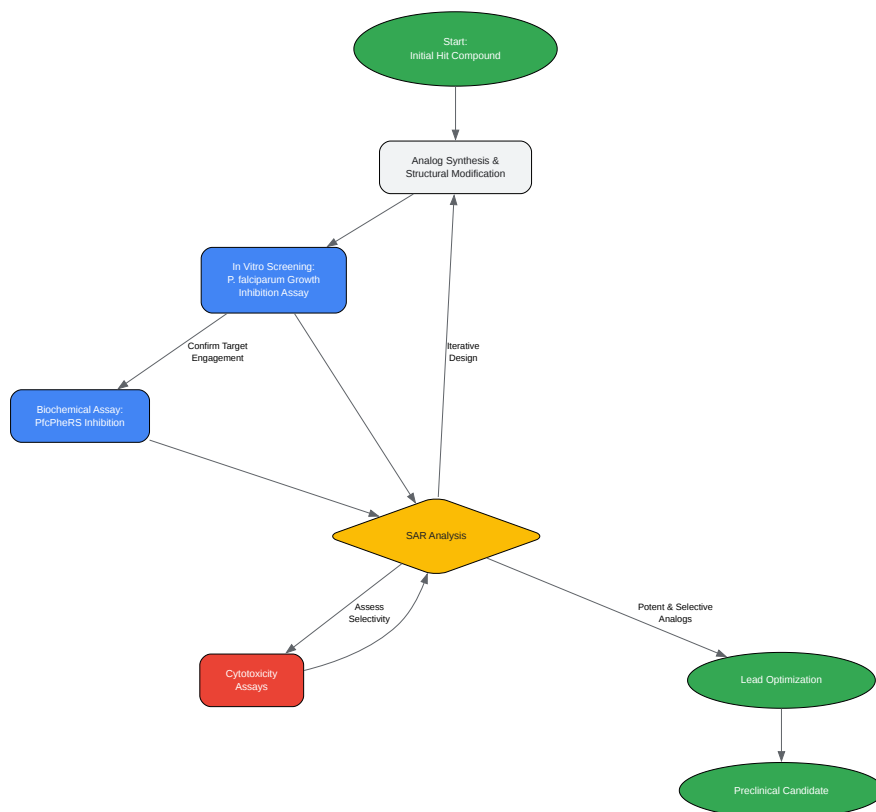 Start:
Initial Hit Compound
Analog Synthesis &
Structural Modification
In Vitro Screening:
P. falciparum Growth
Inhibition Assay
Confirm Target
Engagement
Iterative
Design
Biochemical Assay:
PfcPheRS Inhibition
SAR Analysis
Assess
Selectivity
Potent & Selective
Analogs
Cytotoxicity
Assays
Lead Optimization
Preclinical Candidate